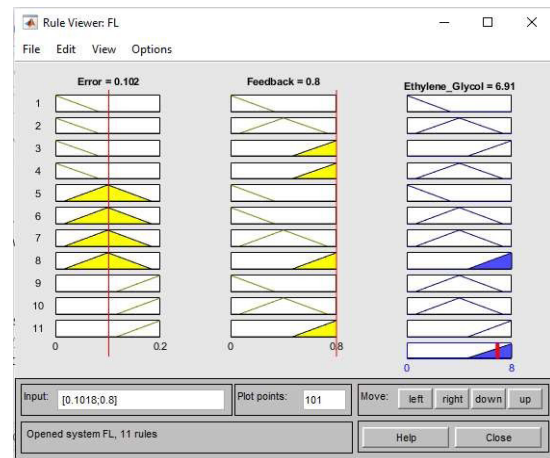 Rule Viewer: FL
File Edit View Options
Error = 0.102 Feedback = 0.8 Ethylene_Glycol = 6.91
1
2
3
4
5
6
7
8
9
10
11
0 0.2 0 0.8
0 8
Input: [0.1018;0.8] Plot points: 101 Move: left right down up
Opened system FL, 11 rules Help Close